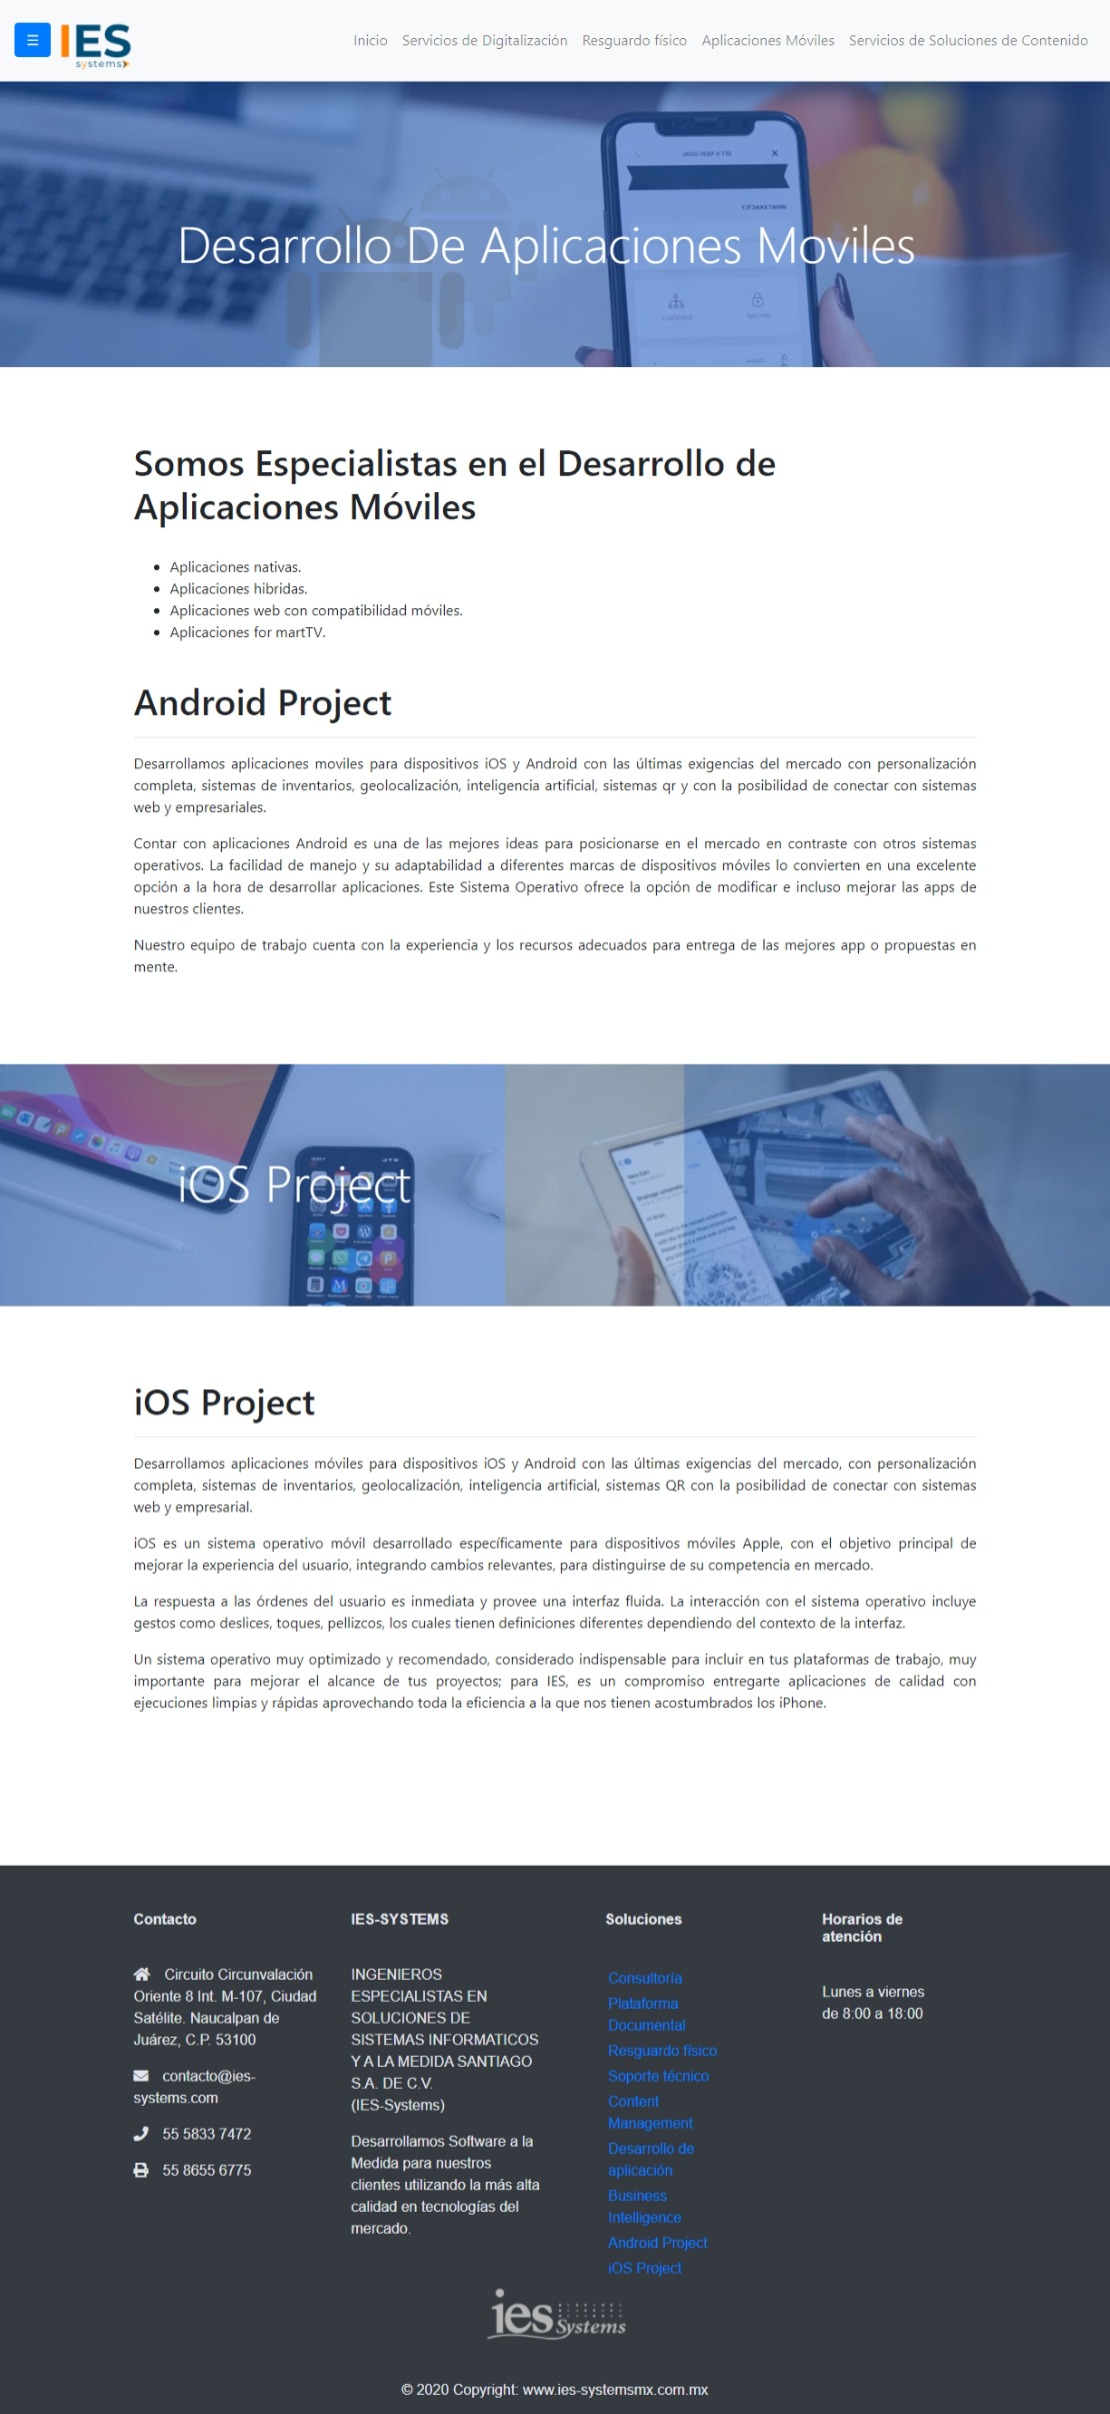 ☰ IES
systems
Inicio Servicios de Digitalización Resguardo físico Aplicaciones Móviles Servicios de Soluciones de Contenido
Desarrollo De Aplicaciones Moviles
Somos Especialistas en el Desarrollo de
Aplicaciones Móviles
• Aplicaciones nativas.
• Aplicaciones hibridas.
• Aplicaciones web con compatibilidad móviles.
• Aplicaciones for martTV.
Android Project
Desarrollamos aplicaciones moviles para dispositivos iOS y Android con las últimas exigencias del mercado con personalización
completa, sistemas de inventarios, geolocalización, inteligencia artificial, sistemas qr y con la posibilidad de conectar con sistemas
web y empresariales.
Contar con aplicaciones Android es una de las mejores ideas para posicionarse en el mercado en contraste con otros sistemas
operativos. La facilidad de manejo y su adaptabilidad a diferentes marcas de dispositivos móviles lo convierten en una excelente
opción a la hora de desarrollar aplicaciones. Este Sistema Operativo ofrece la opción de modificar e incluso mejorar las apps de
nuestros clientes.
Nuestro equipo de trabajo cuenta con la experiencia y los recursos adecuados para entrega de las mejores app o propuestas en
mente.
iOS Project
iOS Project
Desarrollamos aplicaciones móviles para dispositivos iOS y Android con las últimas exigencias del mercado, con personalización
completa, sistemas de inventarios, geolocalización, inteligencia artificial, sistemas QR con la posibilidad de conectar con sistemas
web y empresarial.
iOS es un sistema operativo móvil desarrollado específicamente para dispositivos móviles Apple, con el objetivo principal de
mejorar la experiencia del usuario, integrando cambios relevantes, para distinguirse de su competencia en mercado.
La respuesta a las órdenes del usuario es inmediata y provee una interfaz fluida. La interacción con el sistema operativo incluye
gestos como deslices, toques, pellizcos, los cuales tienen definiciones diferentes dependiendo del contexto de la interfaz.
Un sistema operativo muy optimizado y recomendado, considerado indispensable para incluir en tus plataformas de trabajo, muy
importante para mejorar el alcance de tus proyectos; para IES, es un compromiso entregarte aplicaciones de calidad con
ejecuciones limpias y rápidas aprovechando toda la eficiencia a la que nos tienen acostumbrados los iPhone.
Contacto
Circuito Circunvalación
Oriente 8 Int. M-107, Ciudad
Satélite. Naucalpan de
Juárez, C.P. 53100
contacto@ies-
systems.com
55 5833 7472
55 8655 6775
IES-SYSTEMS
INGENIEROS
ESPECIALISTAS EN
SOLUCIONES DE
SISTEMAS INFORMATICOS
Y A LA MEDIDA SANTIAGO
S.A. DE C.V.
(IES-Systems)
Desarrollamos Software a la
Medida para nuestros
clientes utilizando la más alta
calidad en tecnologías del
mercado.
Soluciones
Consultoría
Plataforma
Documental
Resguardo físico
Soporte técnico
Content
Management
Desarrollo de
aplicación
Business
Intelligence
Android Project
iOS Project
Horarios de
atención
Lunes a viernes
de 8:00 a 18:00
ies Systems
© 2020 Copyright: www.ies-systemsmx.com.mx